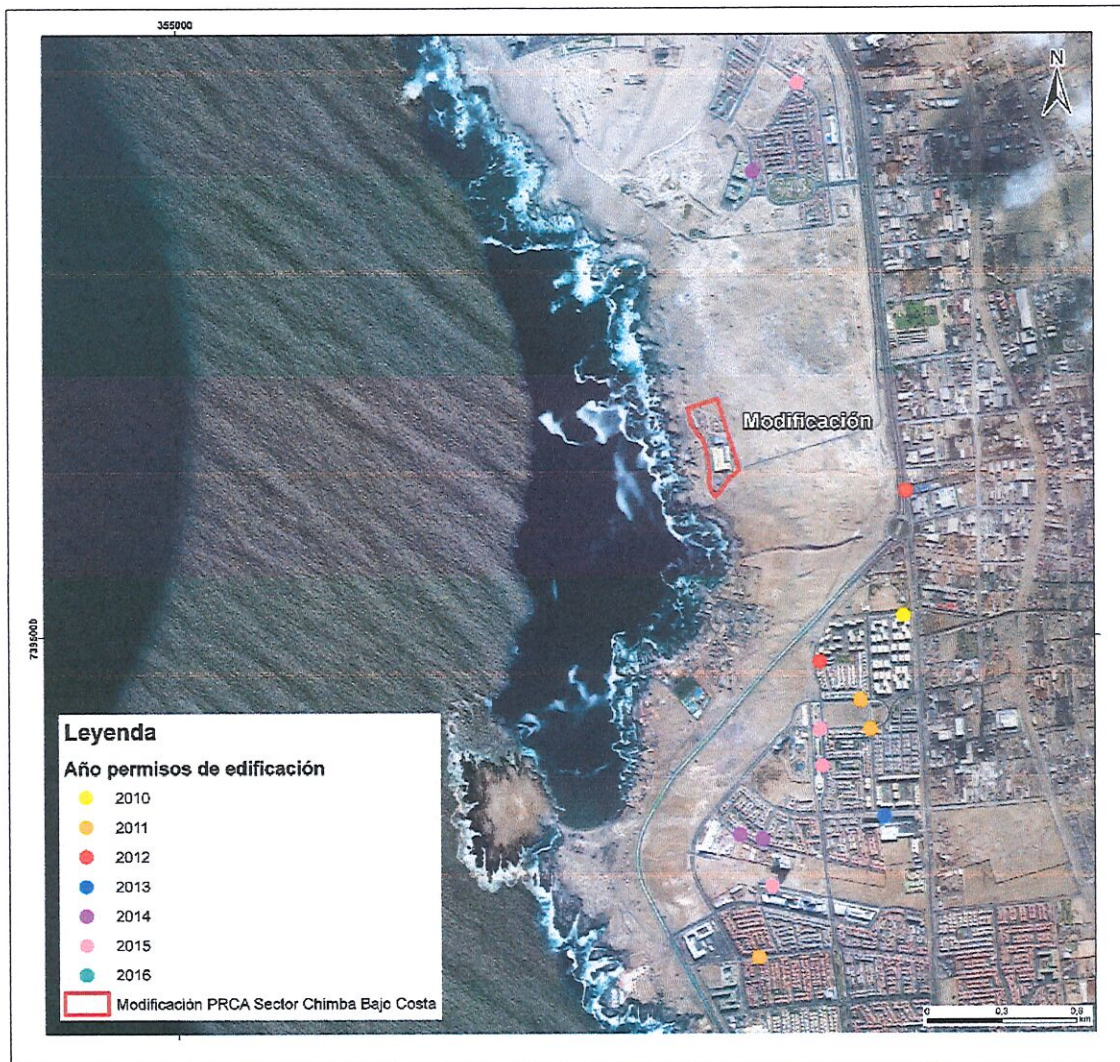 355000
N
Modificación
7395000
Leyenda
Año permisos de edificación
2010
2011
2012
2013
2014
2015
2016
Modificación PRCA Sector Chimba Bajo Costa
0 0,3 0,6
km